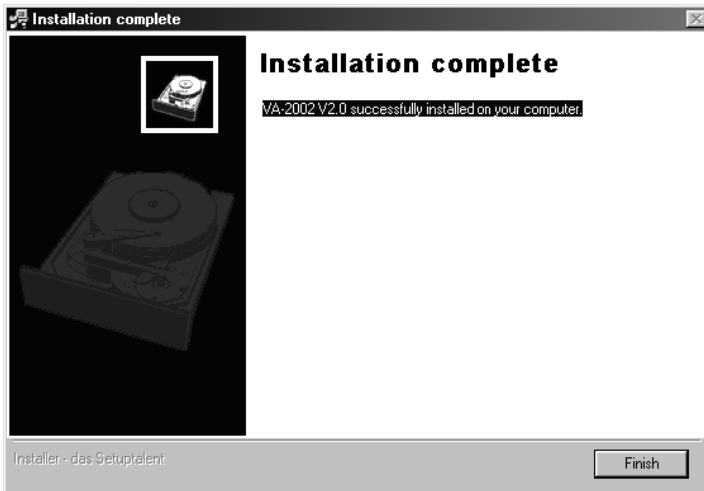 Installation complete
Installation complete
VA-2002 V2.0 successfully installed on your computer.
Installer - das Setuptalent
Finish